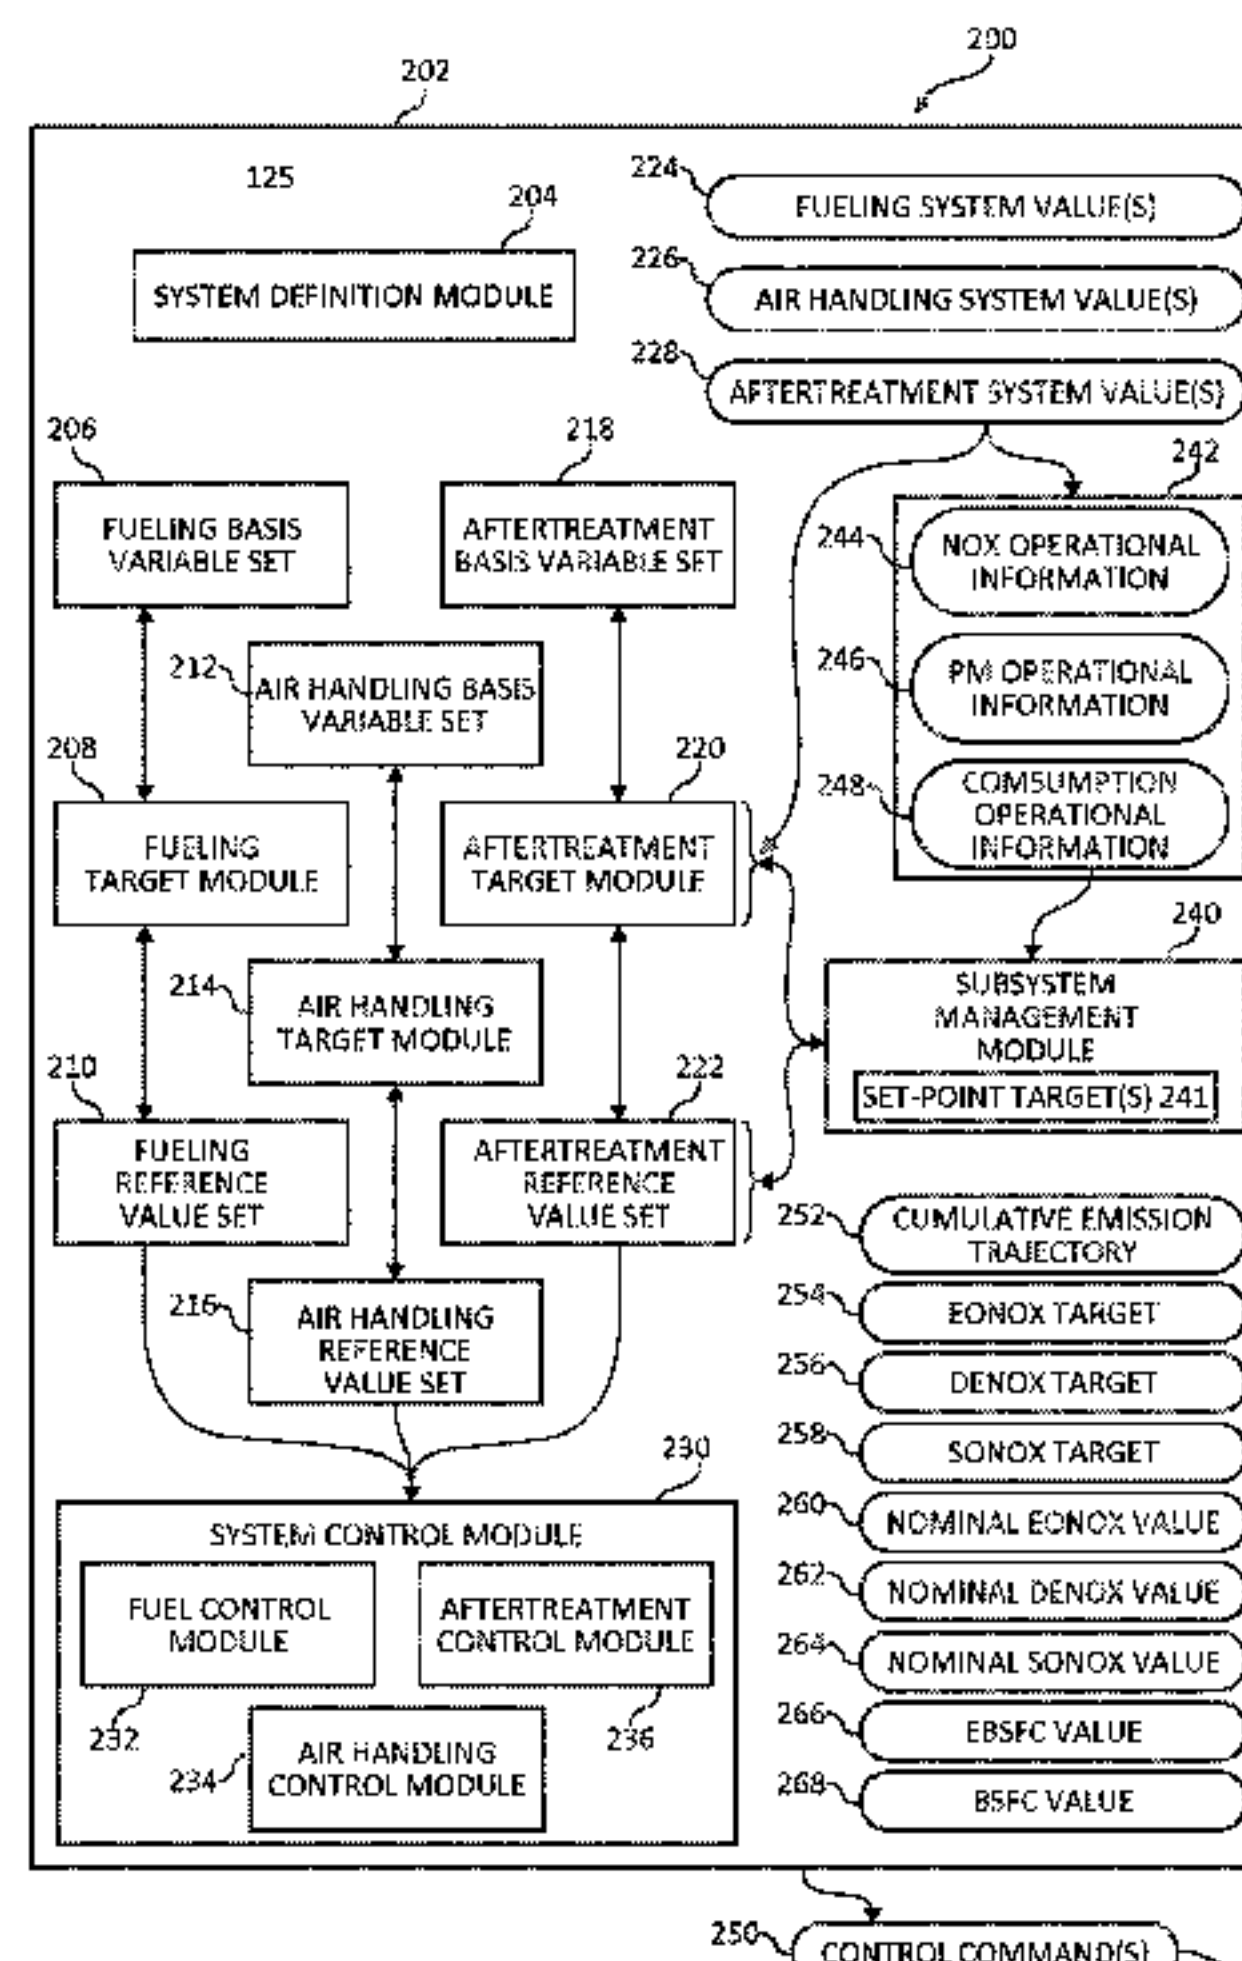 200
202
125
204
SYSTEM DEFINITION MODULE
224
FUELING SYSTEM VALUE(S)
226
AIR HANDLING SYSTEM VALUE(S)
228
AFTERTREATMENT SYSTEM VALUE(S)
206
FUELING BASIS
VARIABLE SET
218
AFTERTREATMENT
BASIS VARIABLE SET
242
244
NOX OPERATIONAL
INFORMATION
246
PM OPERATIONAL
INFORMATION
248
COMSUMPTION
OPERATIONAL
INFORMATION
212
AIR HANDLING BASIS
VARIABLE SET
208
FUELING
TARGET MODULE
220
AFTERTREATMENT
TARGET MODULE
214
AIR HANDLING
TARGET MODULE
240
SUBSYSTEM
MANAGEMENT
MODULE
SET-POINT TARGET(S) 241
210
FUELING
REFERENCE
VALUE SET
222
AFTERTREATMENT
REFERENCE
VALUE SET
216
AIR HANDLING
REFERENCE
VALUE SET
252
CUMULATIVE EMISSION
TRAJECTORY
254
EONOX TARGET
256
DENOX TARGET
258
SONOX TARGET
260
NOMINAL EONOX VALUE
262
NOMINAL DENOX VALUE
264
NOMINAL SONOX VALUE
266
EBSFC VALUE
268
BSFC VALUE
230
SYSTEM CONTROL MODULE
FUEL CONTROL
MODULE
232
AFTERTREATMENT
CONTROL MODULE
236
234
AIR HANDLING
CONTROL MODULE
250
CONTROL COMMAND(S)